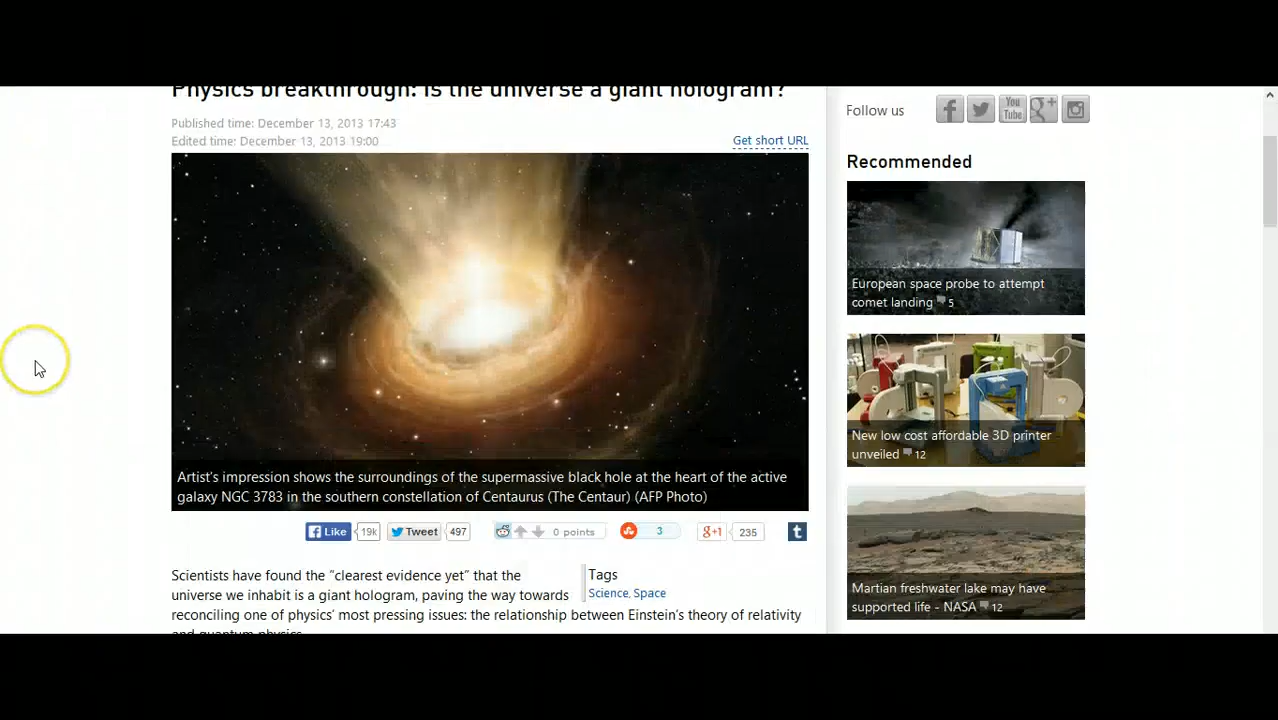 Physics breakthrough: Is the universe a giant hologram?
Published time: December 13, 2013 17:43
Edited time: December 13, 2013 19:00
Get short URL
Artist's impression shows the surroundings of the supermassive black hole at the heart of the active
galaxy NGC 3783 in the southern constellation of Centaurus (The Centaur) (AFP Photo)
Like 19k
Tweet 497
0 points
3
g+1 235
t
Scientists have found the “clearest evidence yet” that the
universe we inhabit is a giant hologram, paving the way towards
reconciling one of physics’ most pressing issues: the relationship between Einstein’s theory of relativity
and quantum physics.
Tags
Science, Space
Follow us
f
You
Tube
g+
Recommended
European space probe to attempt
comet landing 5
New low cost affordable 3D printer
unveiled 12
Martian freshwater lake may have
supported life - NASA 12